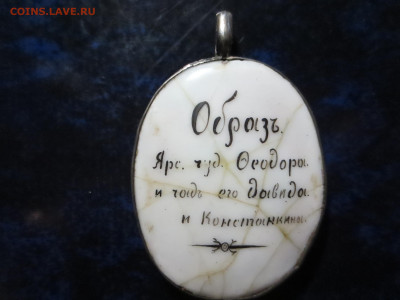 COINS.LAVE.RU
Образъ.
Ярс. чуд. Ѳеодора.
и чадъ его Давида.
и Константина.